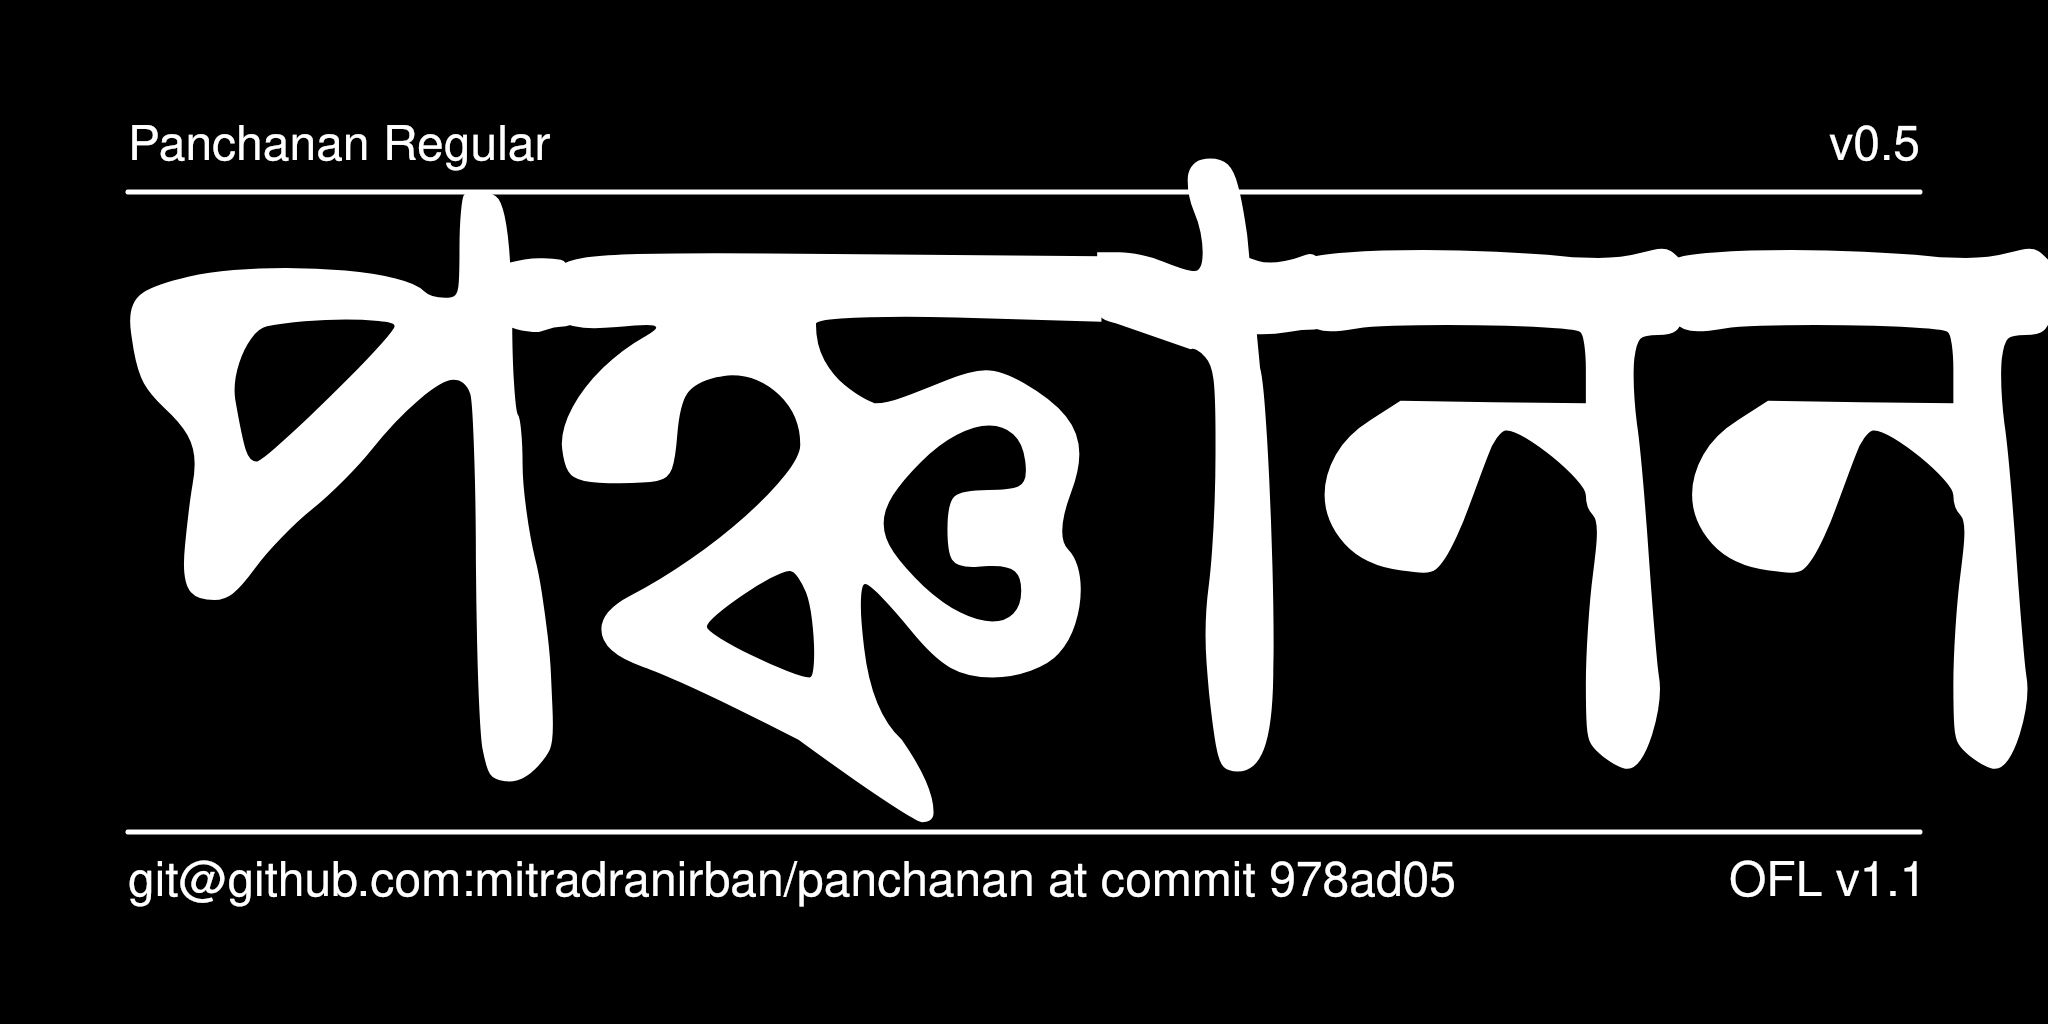 Panchanan Regular
v0.5
পঞ্চানন
git@github.com:mitradranirban/panchanan at commit 978ad05
OFL v1.1